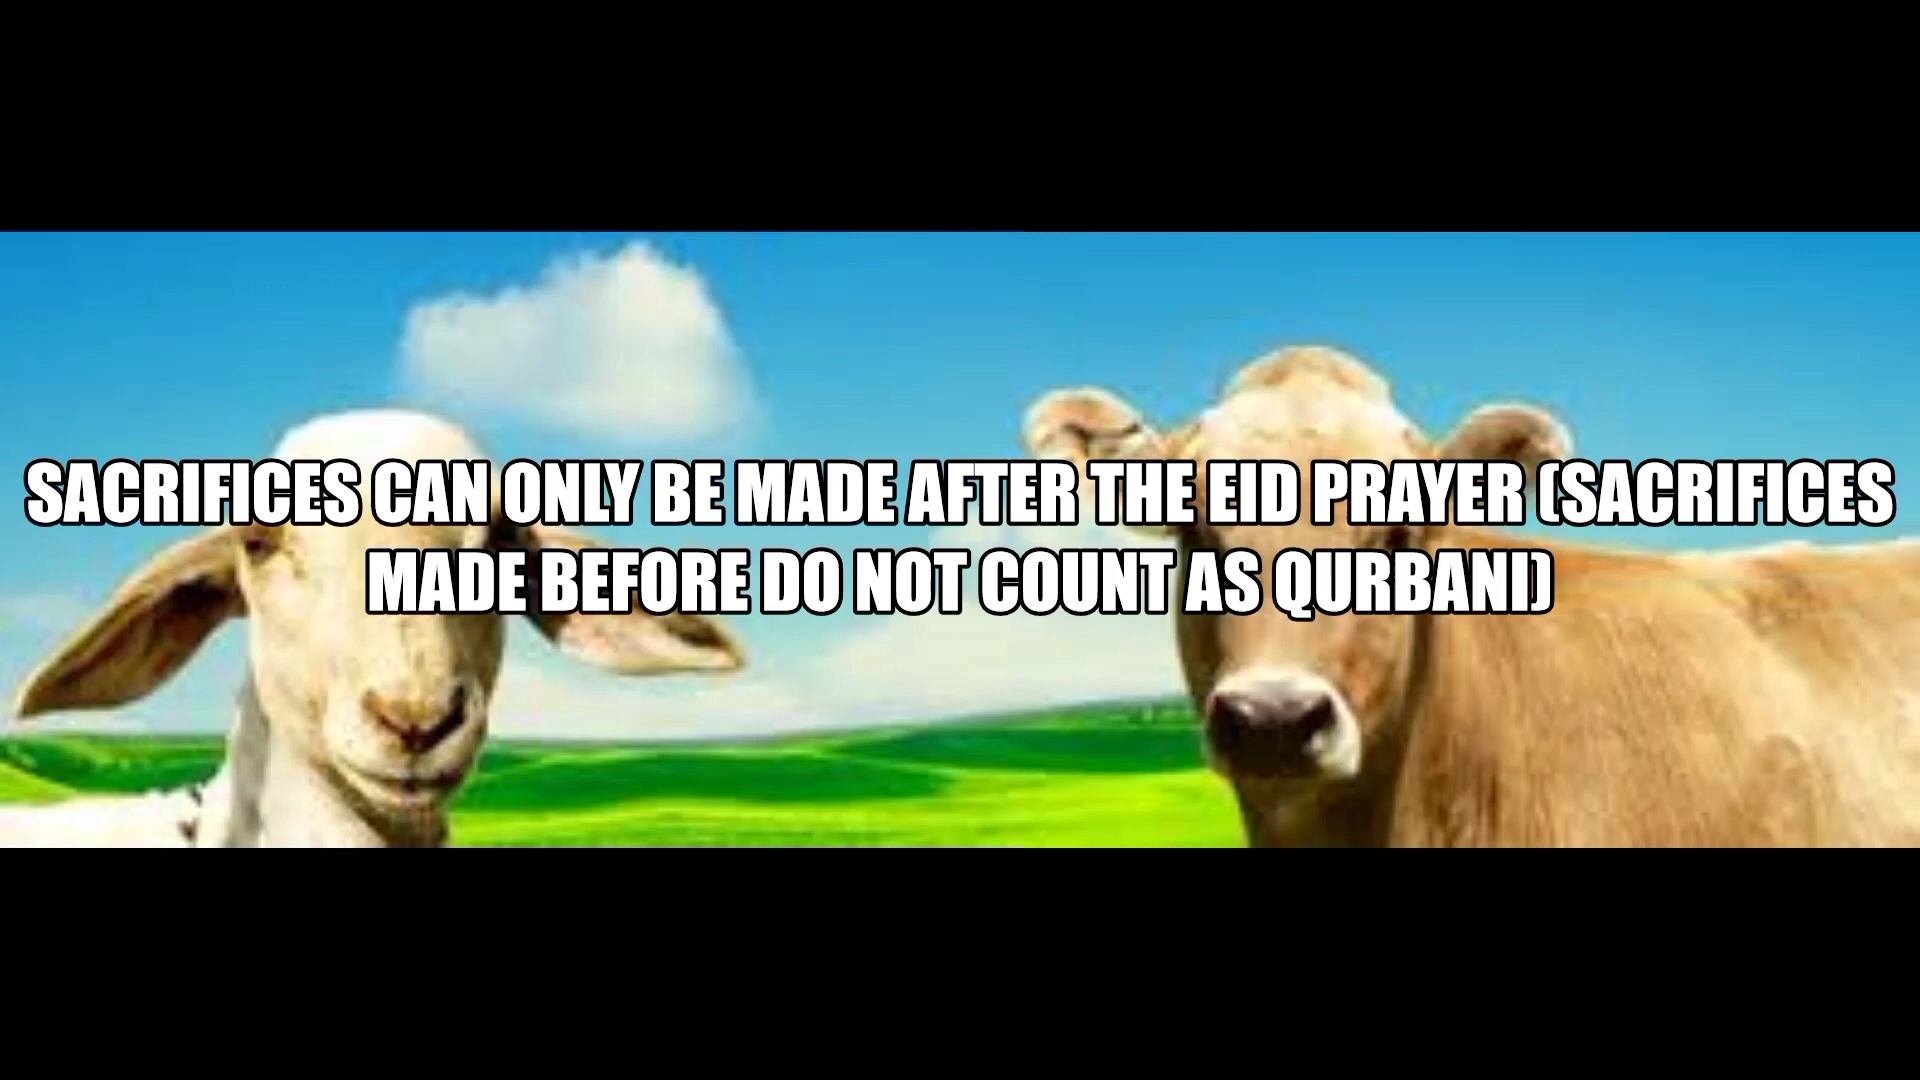 SACRIFICES CAN ONLY BE MADE AFTER THE EID PRAYER (SACRIFICES
MADE BEFORE DO NOT COUNT AS QURBANI)